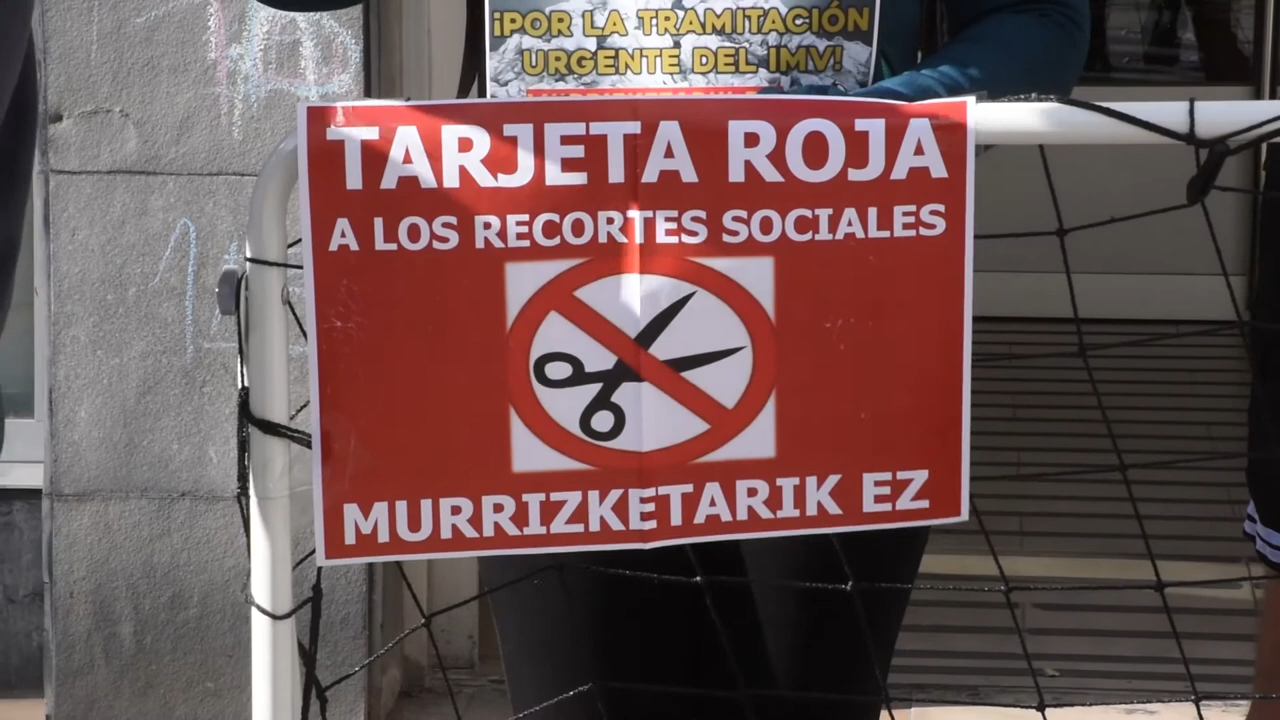 ¡POR LA TRAMITACIÓN
URGENTE DEL IMV!
TARJETA ROJA
A LOS RECORTES SOCIALES
MURRIZKETARIK EZ